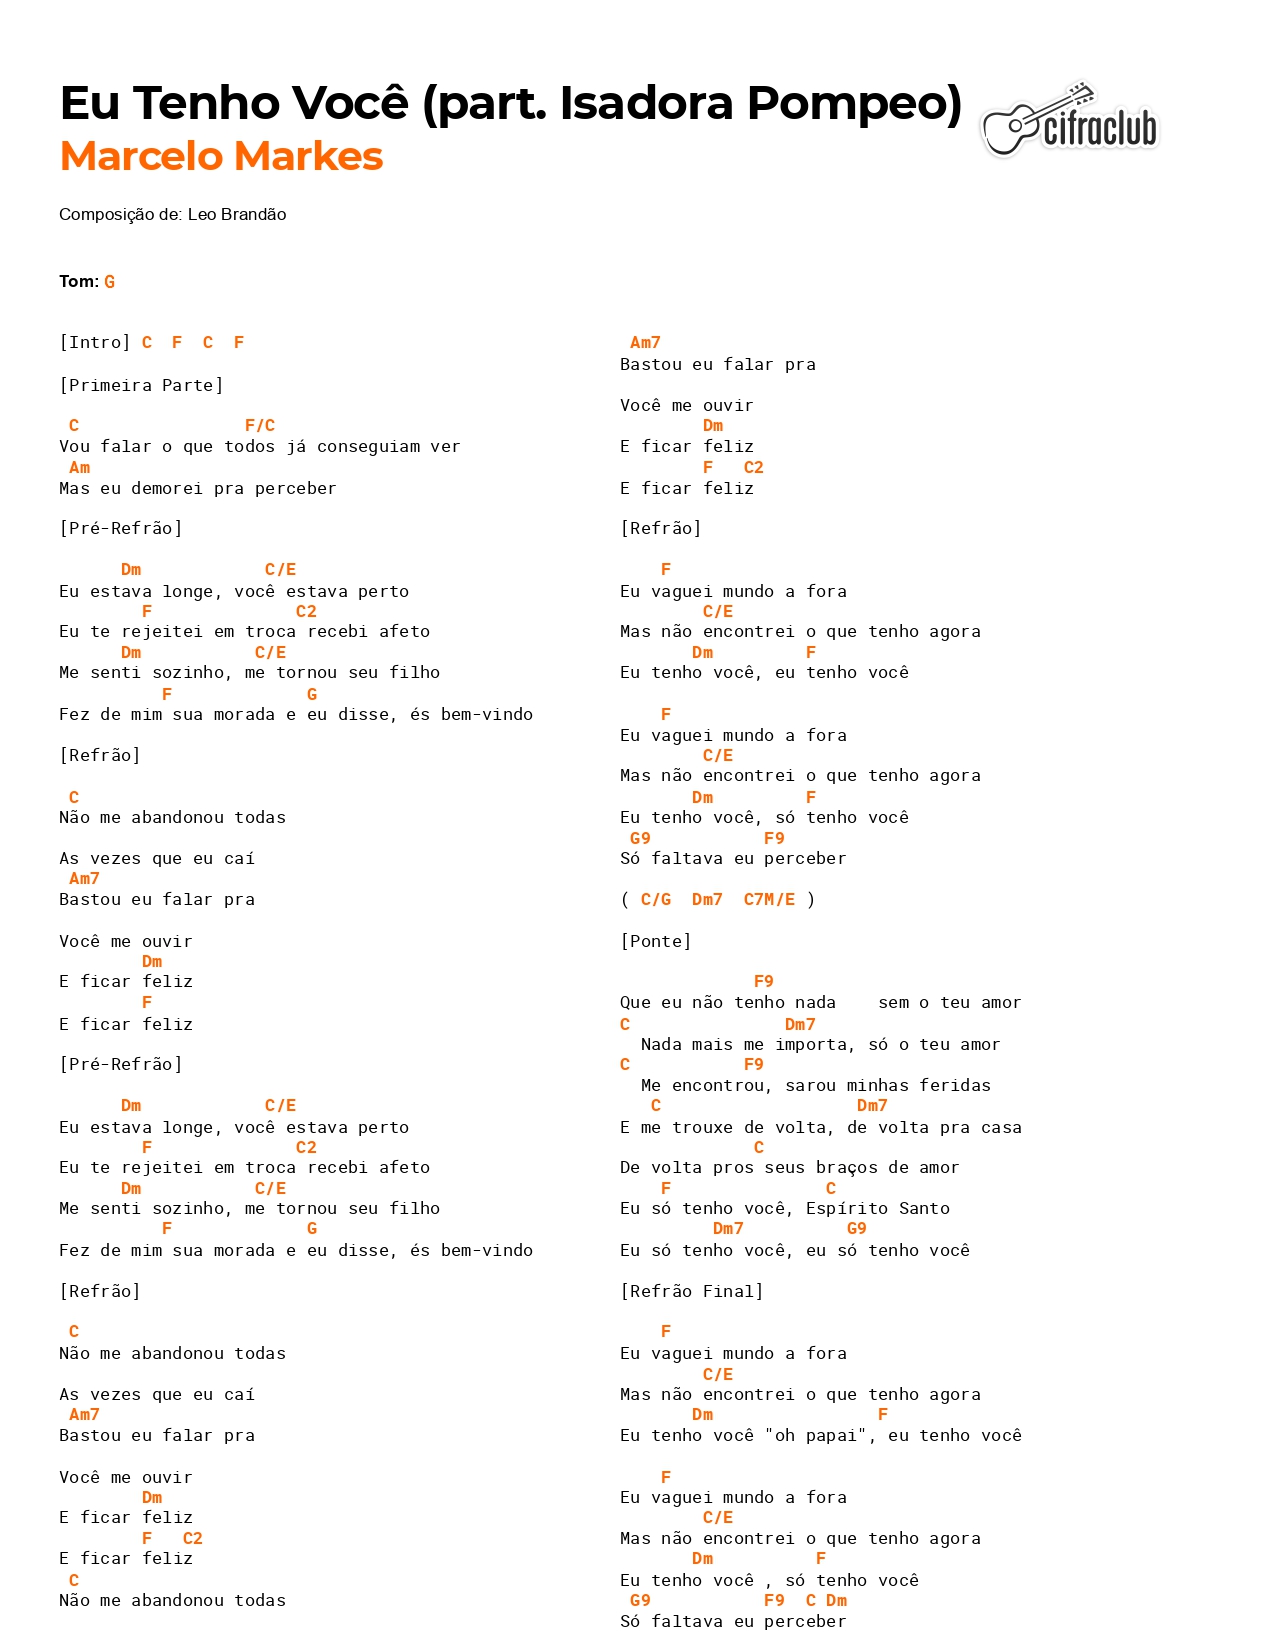 Eu Tenho Você (part. Isadora Pompeo)
Marcelo Markes
cifraclub
Composição de: Leo Brandão
Tom: G
[Intro] C  F  C  F
[Primeira Parte]
 C                F/C
Vou falar o que todos já conseguiam ver
 Am
Mas eu demorei pra perceber
[Pré-Refrão]
      Dm            C/E
Eu estava longe, você estava perto
        F              C2
Eu te rejeitei em troca recebi afeto
      Dm           C/E
Me senti sozinho, me tornou seu filho
          F             G
Fez de mim sua morada e eu disse, és bem-vindo
[Refrão]
 C
Não me abandonou todas
As vezes que eu caí
 Am7
Bastou eu falar pra
Você me ouvir
        Dm
E ficar feliz
        F
E ficar feliz
[Pré-Refrão]
      Dm            C/E
Eu estava longe, você estava perto
        F              C2
Eu te rejeitei em troca recebi afeto
      Dm           C/E
Me senti sozinho, me tornou seu filho
          F             G
Fez de mim sua morada e eu disse, és bem-vindo
[Refrão]
 C
Não me abandonou todas
As vezes que eu caí
 Am7
Bastou eu falar pra
Você me ouvir
        Dm
E ficar feliz
        F   C2
E ficar feliz
 C
Não me abandonou todas
 Am7
Bastou eu falar pra
Você me ouvir
        Dm
E ficar feliz
        F   C2
E ficar feliz
[Refrão]
    F
Eu vaguei mundo a fora
        C/E
Mas não encontrei o que tenho agora
       Dm         F
Eu tenho você, eu tenho você
    F
Eu vaguei mundo a fora
        C/E
Mas não encontrei o que tenho agora
       Dm         F
Eu tenho você, só tenho você
 G9           F9
Só faltava eu perceber
( C/G  Dm7  C7M/E )
[Ponte]
             F9
Que eu não tenho nada    sem o teu amor
C               Dm7
  Nada mais me importa, só o teu amor
C           F9
  Me encontrou, sarou minhas feridas
   C                   Dm7
E me trouxe de volta, de volta pra casa
             C
De volta pros seus braços de amor
    F               C
Eu só tenho você, Espírito Santo
         Dm7          G9
Eu só tenho você, eu só tenho você
[Refrão Final]
    F
Eu vaguei mundo a fora
        C/E
Mas não encontrei o que tenho agora
       Dm                F
Eu tenho você "oh papai", eu tenho você
    F
Eu vaguei mundo a fora
        C/E
Mas não encontrei o que tenho agora
       Dm          F
Eu tenho você , só tenho você
 G9           F9  C Dm
Só faltava eu perceber